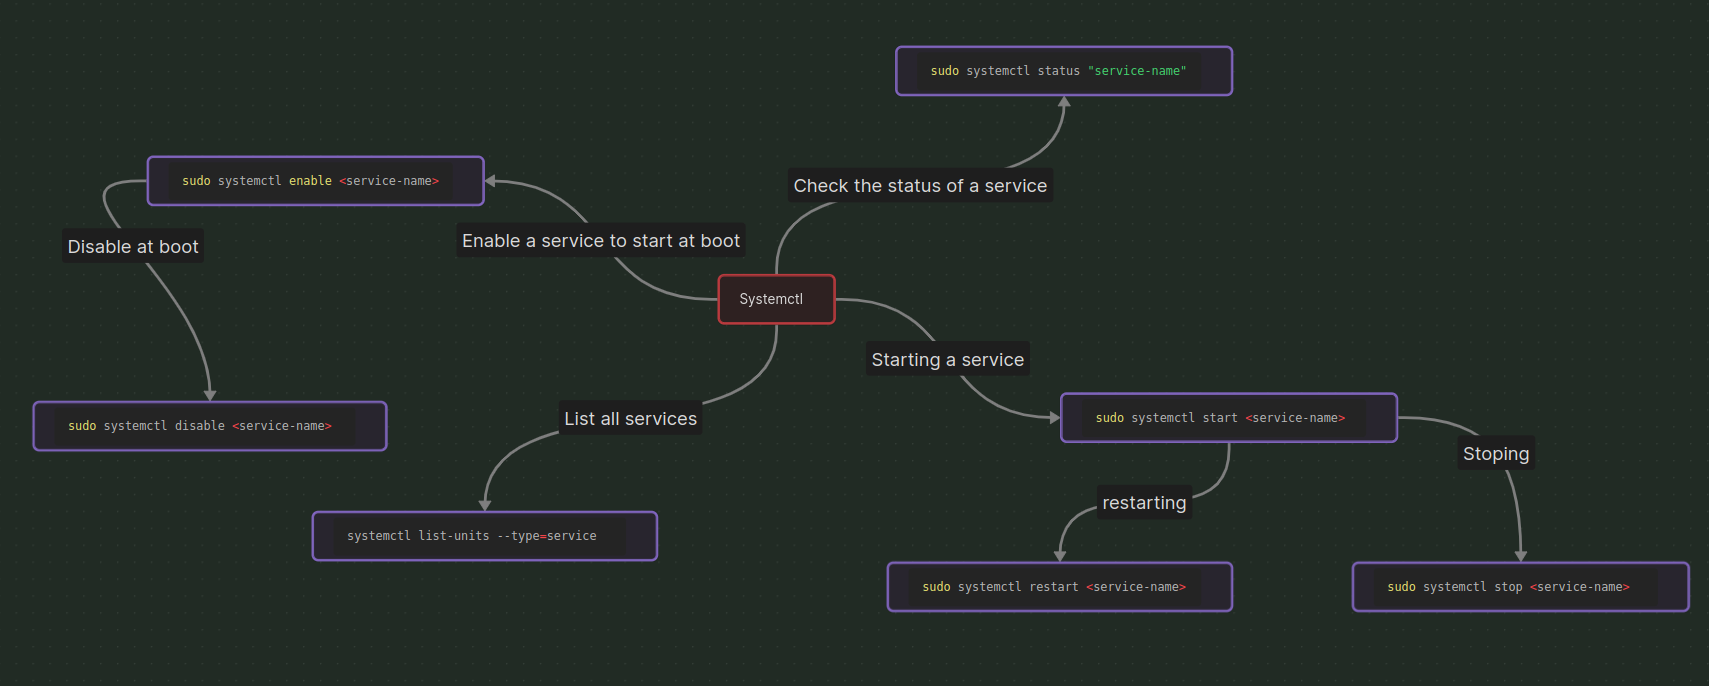 sudo systemctl status "service-name"
sudo systemctl enable <service-name>
Check the status of a service
Enable a service to start at boot
Disable at boot
Systemctl
Starting a service
List all services
sudo systemctl start <service-name>
sudo systemctl disable <service-name>
Stoping
restarting
systemctl list-units --type=service
sudo systemctl restart <service-name>
sudo systemctl stop <service-name>